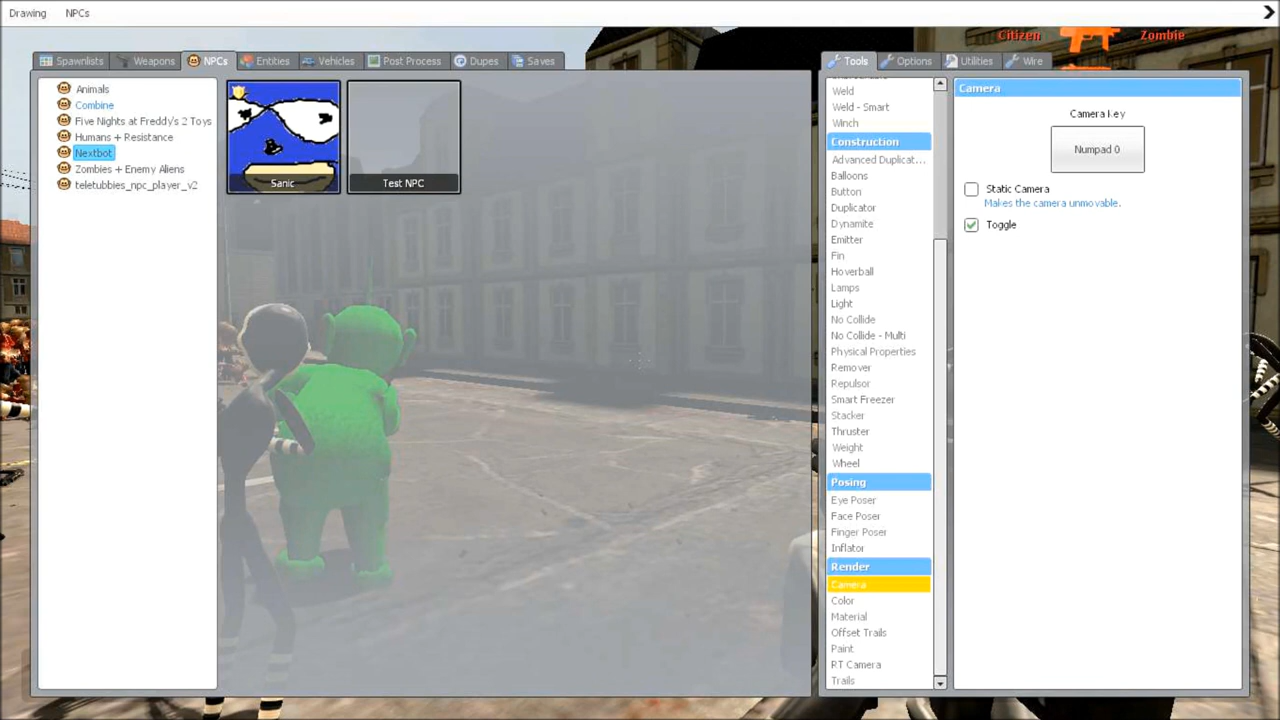 Drawing NPCs
Citizen Zombie
Spawnlists Weapons NPCs Entities Vehicles Post Process Dupes Saves
Animals
Combine
Five Nights at Freddy's 2 Toys
Humans + Resistance
Nextbot
Zombies + Enemy Aliens
teletubbies_npc_player_v2
Sanic
Test NPC
Tools Options Utilities Wire
Weld
Weld - Smart
Winch
Construction
Advanced Duplicat...
Balloons
Button
Duplicator
Dynamite
Emitter
Fin
Hoverball
Lamps
Light
No Collide
No Collide - Multi
Physical Properties
Remover
Repulsor
Smart Freezer
Stacker
Thruster
Weight
Wheel
Posing
Eye Poser
Face Poser
Finger Poser
Inflator
Render
Camera
Color
Material
Offset Trails
Paint
RT Camera
Trails
Camera
Camera Key
Numpad 0
Static Camera
Makes the camera unmovable.
Toggle